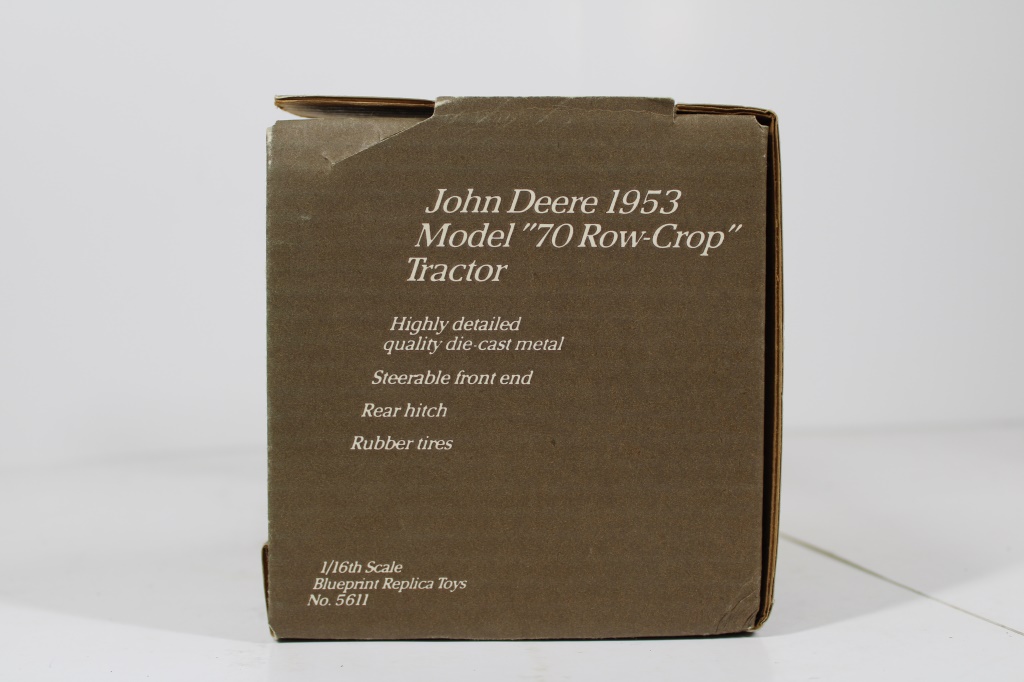 John Deere 1953
Model "70 Row-Crop"
Tractor
Highly detailed
quality die-cast metal
Steerable front end
Rear hitch
Rubber tires
1/16th Scale
Blueprint Replica Toys
No. 5611